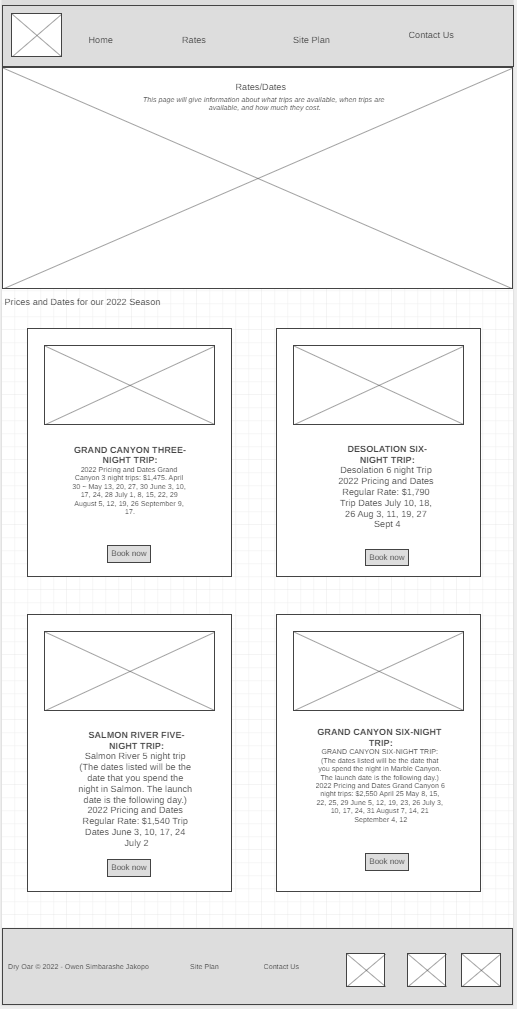 Home Rates Site Plan Contact Us
Rates/Dates
This page will give information about what trips are available, when trips are
available, and how much they cost.
Prices and Dates for our 2022 Season
GRAND CANYON THREE-
NIGHT TRIP:
2022 Pricing and Dates Grand
Canyon 3 night trips: $1,475. April
30 ~ May 13, 20, 27, 30 June 3, 10,
17, 24, 28 July 1, 8, 15, 22, 29
August 5, 12, 19, 26 September 9,
17.
Book now
DESOLATION SIX-
NIGHT TRIP:
Desolation 6 night Trip
2022 Pricing and Dates
Regular Rate: $1,790
Trip Dates July 10, 18,
26 Aug 3, 11, 19, 27
Sept 4
Book now
SALMON RIVER FIVE-
NIGHT TRIP:
Salmon River 5 night trip
(The dates listed will be the
date that you spend the
night in Salmon. The launch
date is the following day.)
2022 Pricing and Dates
Regular Rate: $1,540 Trip
Dates June 3, 10, 17, 24
July 2
Book now
GRAND CANYON SIX-NIGHT
TRIP:
GRAND CANYON SIX-NIGHT TRIP:
(The dates listed will be the date that
you spend the night in Marble Canyon.
The launch date is the following day.)
2022 Pricing and Dates Grand Canyon 6
night trips: $2,550 April 25 May 8, 15,
22, 25, 29 June 5, 12, 19, 23, 26 July 3,
10, 17, 24, 31 August 7, 14, 21
September 4, 12
Book now
Dry Oar © 2022 - Owen Simbarashe Jakopo Site Plan Contact Us